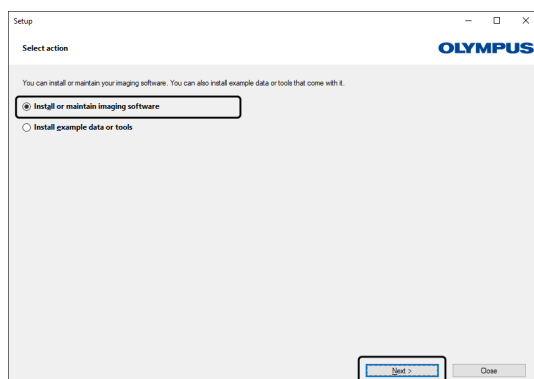 Setup
Select action
OLYMPUS
You can install or maintain your imaging software. You can also install example data or tools that come with it.
Install or maintain imaging software
Install example data or tools
Next >
Close